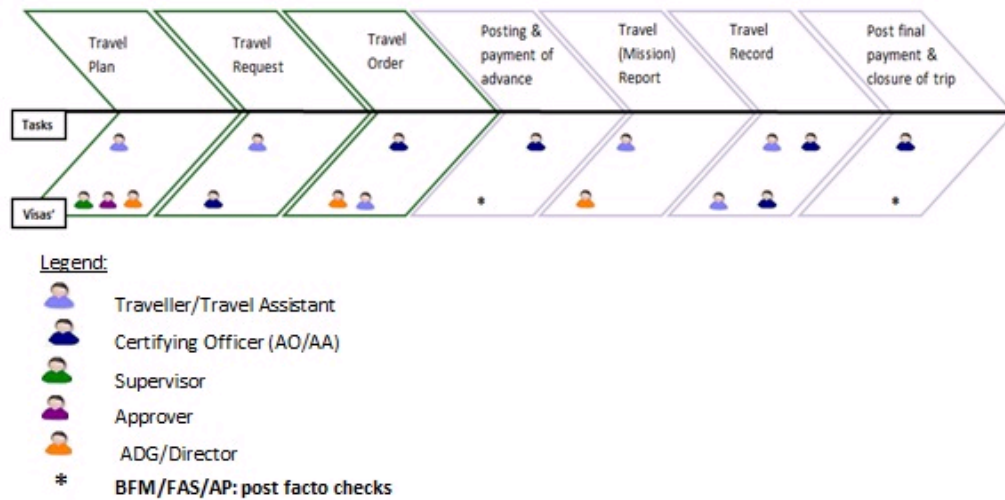 Travel
Plan
Travel
Request
Travel
Order
Posting &
payment of
advance
Travel
(Mission)
Report
Travel
Record
Post final
payment &
closure of trip
Tasks
*
*
Visas'
Legend:
Traveller/Travel Assistant
Certifying Officer (AO/AA)
Supervisor
Approver
ADG/Director
* BFM/FAS/AP: post facto checks